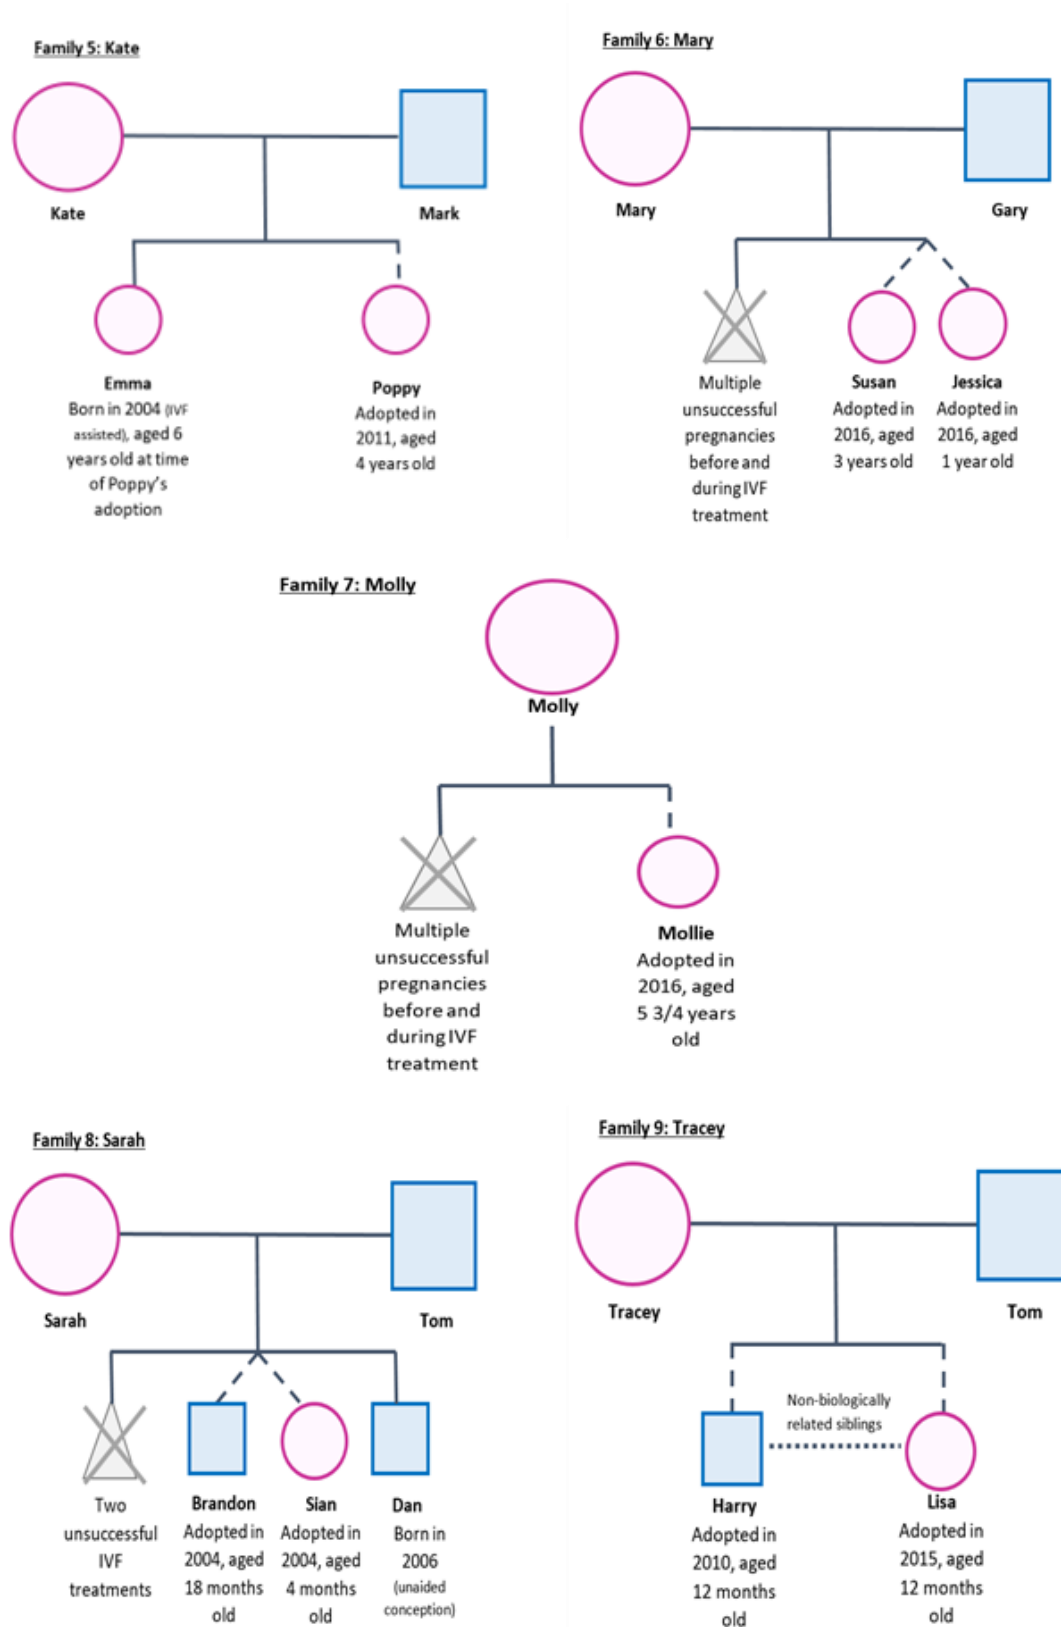 Family 5: Kate
Kate
Mark
Emma
Born in 2004 (IVF
assisted), aged 6
years old at time
of Poppy's
adoption
Poppy
Adopted in
2011, aged
4 years old
Family 6: Mary
Mary
Gary
Multiple
unsuccessful
pregnancies
before and
during IVF
treatment
Susan
Adopted in
2016, aged
3 years old
Jessica
Adopted in
2016, aged
1 year old
Family 7: Molly
Molly
Multiple
unsuccessful
pregnancies
before and
during IVF
treatment
Mollie
Adopted in
2016, aged
5 3/4 years
old
Family 8: Sarah
Sarah
Tom
Two
unsuccessful
IVF
treatments
Brandon
Adopted in
2004, aged
18 months
old
Sian
Adopted in
2004, aged
4 months
old
Dan
Born in
2006
(unaided
conception)
Family 9: Tracey
Tracey
Tom
Non-biologically
related siblings
Harry
Adopted in
2010, aged
12 months
old
Lisa
Adopted in
2015, aged
12 months
old